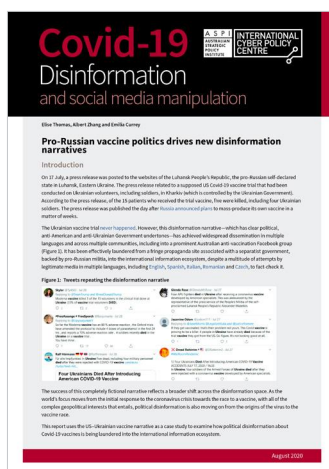 Covid-19
A S P I
AUSTRALIAN
STRATEGIC
POLICY
INSTITUTE
INTERNATIONAL
CYBER POLICY
CENTRE
Disinformation
and social media manipulation
Elise Thomas, Albert Zhang and Emilia Currey
Pro-Russian vaccine politics drives new disinformation
narratives
Introduction
On 17 July, a press release was posted to the websites of the Luhansk People's Republic, the pro-Russian self-declared
state in Luhansk, Eastern Ukraine. The press release related to a supposed US Covid-19 vaccine trial that had been
conducted on Ukrainian volunteers, including soldiers, in Kharkiv (which is controlled by the Ukrainian Government).
According to the press release, of the 15 patients who received the trial vaccine, five were killed, including four Ukrainian
soldiers. The press release was published the day after Russia announced plans to mass-produce its own vaccine in a
matter of weeks.
The Ukrainian vaccine trial never happened. However, this disinformation narrative—which has clear political,
anti-American and anti-Ukraine Government undertones—has achieved widespread dissemination in multiple
languages and across multiple communities, including into a prominent Australian anti-vaccination Facebook group
(Figure 1). It has been effectively laundered from a fringe propaganda site associated with a separatist government,
backed by pro-Russian militia, into the international information ecosystem, despite a multitude of attempts by
legitimate media in multiple languages, including English, Spanish, Italian, Romanian and Czech, to fact-check it.
Figure 1: Tweets repeating the disinformation narrative
Four Ukrainians Died After Introducing
American COVID-19 Vaccine
The success of this completely fictional narrative reflects a broader shift across the disinformation space. As the
world's focus moves from the initial response to the coronavirus crisis towards the race to a vaccine, with all of the
complex geopolitical interests that entails, political disinformation is also moving on from the origins of the virus to the
vaccine race.
This report uses the US–Ukrainian vaccine narrative as a case study to examine how political disinformation about
Covid-19 vaccines is being laundered into the international information ecosystem.
August 2020